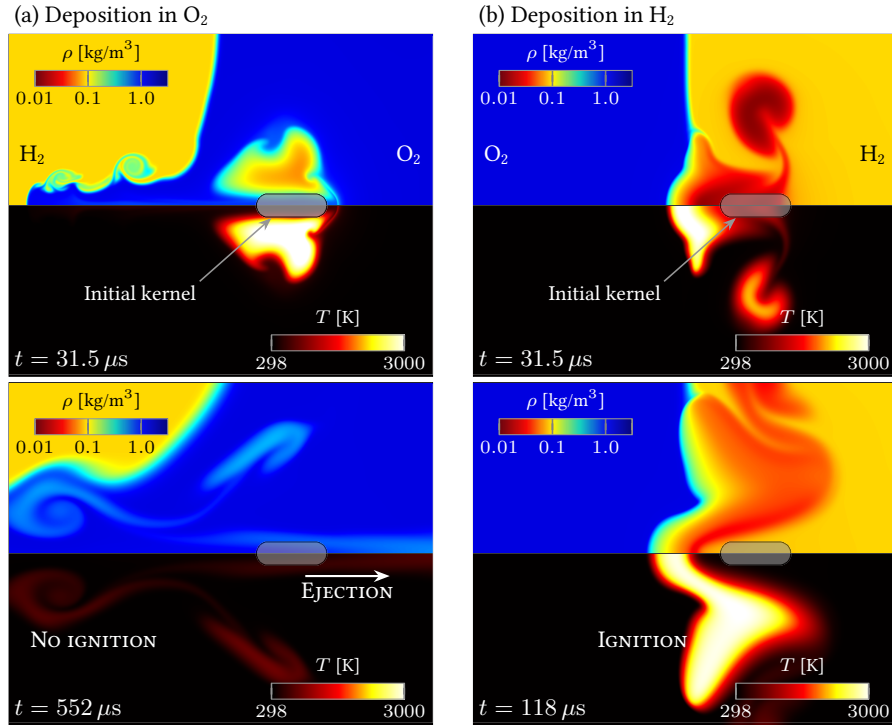 (a) Deposition in O₂
ρ [kg/m³]
0.01 0.1 1.0
H₂
O₂
Initial kernel
T [K]
298 3000
t = 31.5 μs
ρ [kg/m³]
0.01 0.1 1.0
EJECTION
NO IGNITION
T [K]
298 3000
t = 552 μs
(b) Deposition in H₂
ρ [kg/m³]
0.01 0.1 1.0
O₂
H₂
Initial kernel
T [K]
298 3000
t = 31.5 μs
ρ [kg/m³]
0.01 0.1 1.0
IGNITION
T [K]
298 3000
t = 118 μs